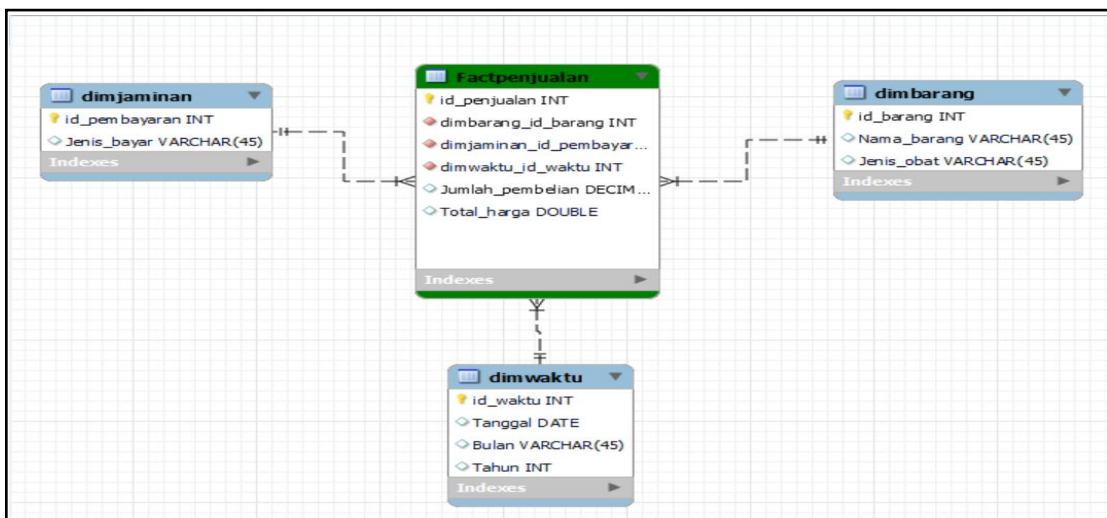 dimjaminan
id_pembayaran INT
Jenis_bayar VARCHAR(45)
Indexes
Factpenjualan
id_penjualan INT
dimbarang_id_barang INT
dimjaminan_id_pembayar...
dimwaktu_id_waktu INT
Jumlah_pembelian DECIM...
Total_harga DOUBLE
Indexes
dimbarang
id_barang INT
Nama_barang VARCHAR(45)
Jenis_obat VARCHAR(45)
Indexes
dimwaktu
id_waktu INT
Tanggal DATE
Bulan VARCHAR(45)
Tahun INT
Indexes